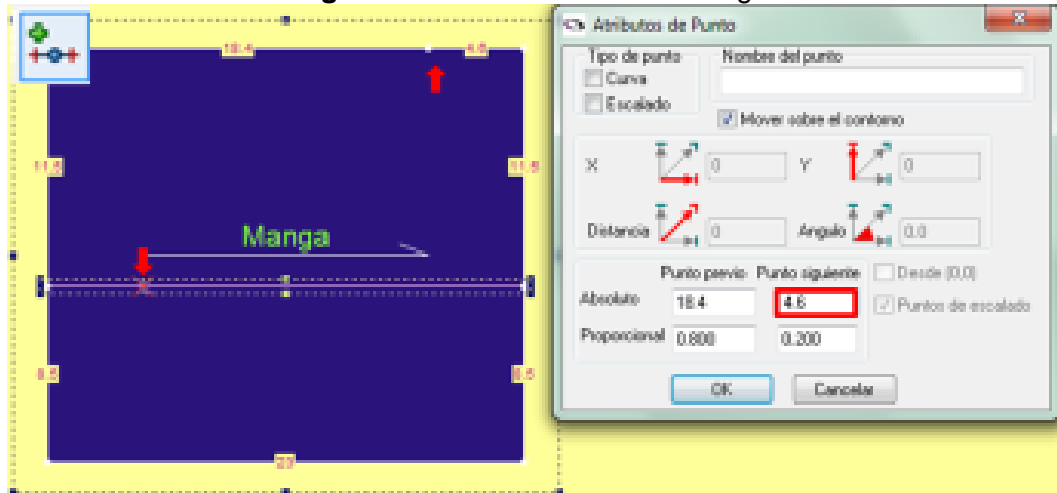 Atributos de Punto
18.4
4.6
Tipo de punto
Nombre del punto
Curva
Escalado
Mover sobre el contorno
11.5
11.5
X
0
Y
0
Manga
Distancia
0
Angulo
0.0
Punto previo
Punto siguiente
Desde (0,0)
Absoluto
18.4
4.6
Puntos de escalado
Proporcional
0.800
0.200
8.5
8.5
OK
Cancelar
23